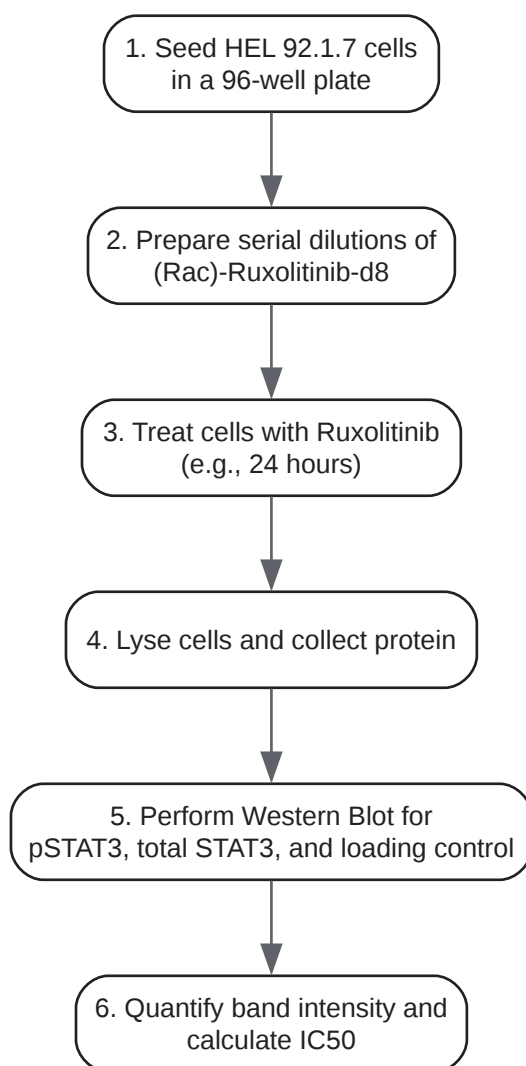 1. Seed HEL 92.1.7 cells
in a 96-well plate
2. Prepare serial dilutions of
(Rac)-Ruxolitinib-d8
3. Treat cells with Ruxolitinib
(e.g., 24 hours)
4. Lyse cells and collect protein
5. Perform Western Blot for
pSTAT3, total STAT3, and loading control
6. Quantify band intensity and
calculate IC50